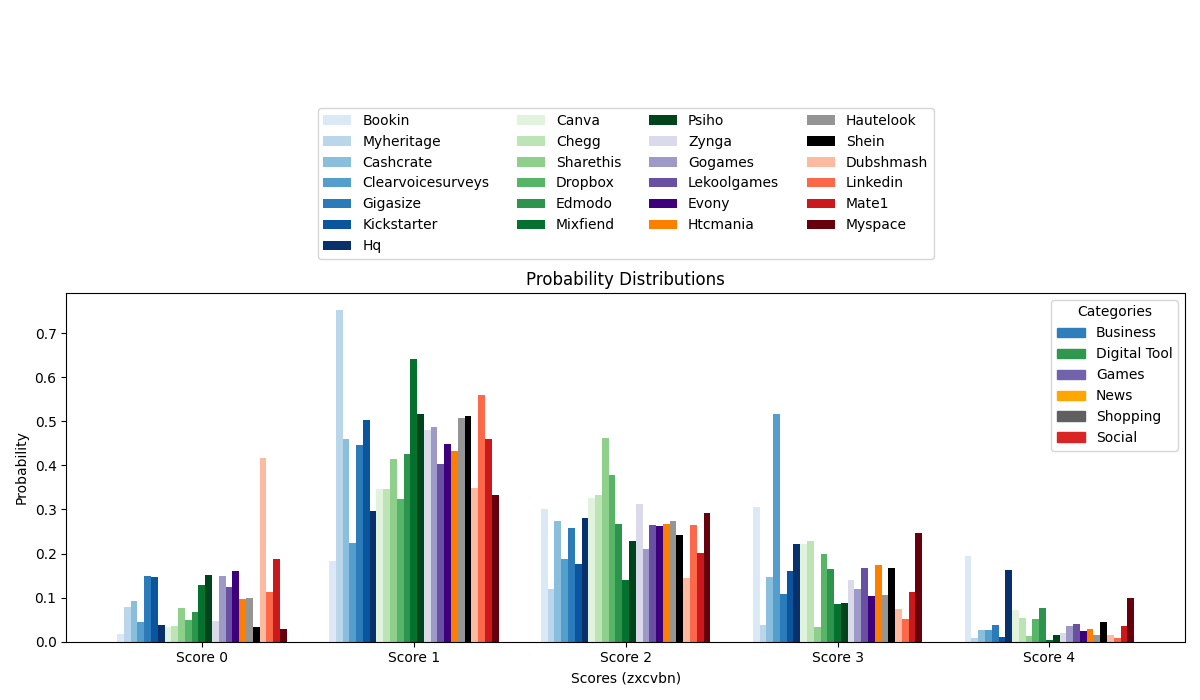 Bookin Canva Psiho Hautelook
Myheritage Chegg Zynga Shein
Cashcrate Sharethis Gogames Dubshmash
Clearvoicesurveys Dropbox Lekoolgames Linkedin
Gigasize Edmodo Evony Mate1
Kickstarter Mixfiend Htcmania Myspace
Hq
Probability Distributions
Categories
Business
Digital Tool
Games
News
Shopping
Social
Probability
0.7
0.6
0.5
0.4
0.3
0.2
0.1
0.0
Score 0 Score 1 Score 2 Score 3 Score 4
Scores (zxcvbn)